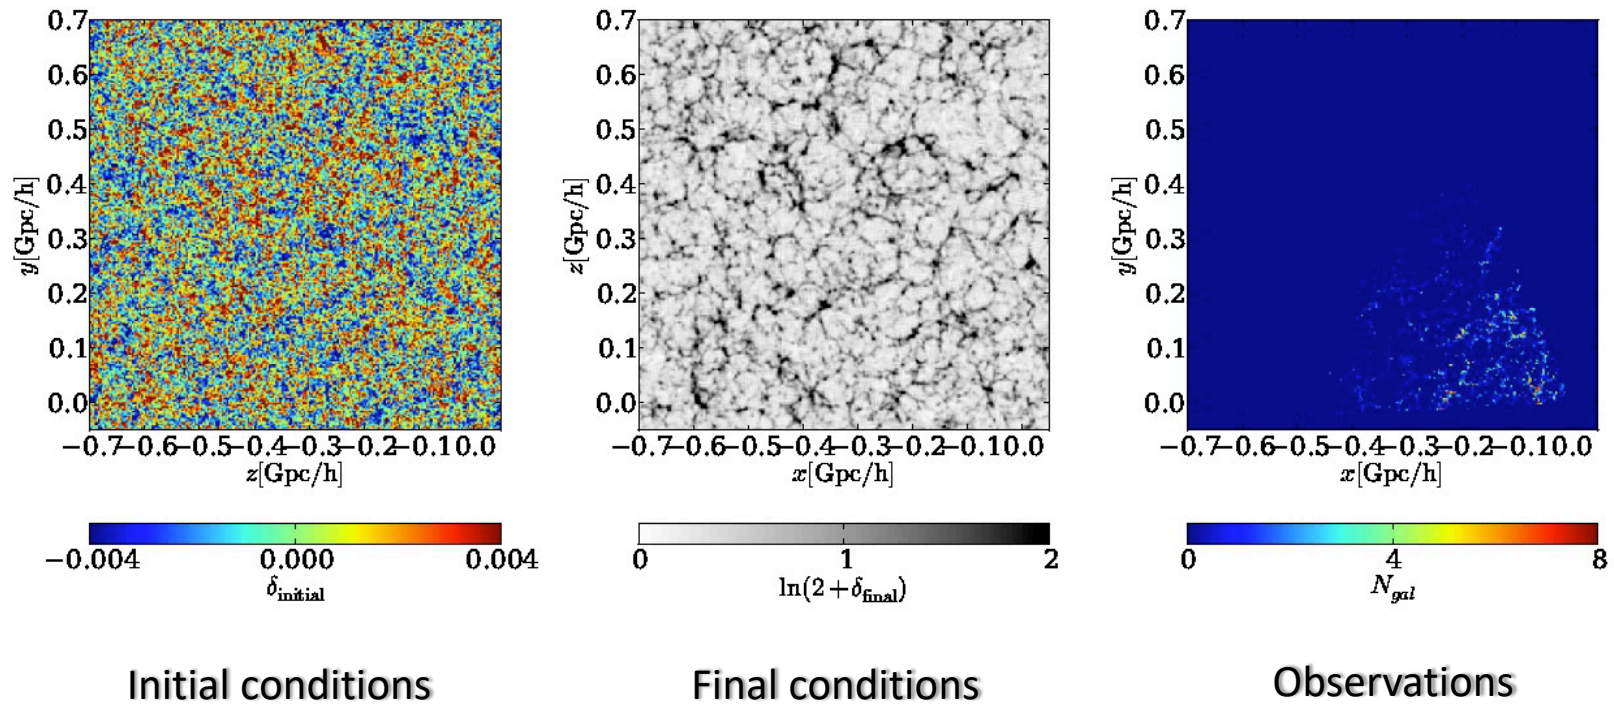 0.7
0.6
0.5
0.4
0.3
0.2
0.1
0.0
y[Gpc/h]
−0.7−0.6−0.5−0.4−0.3−0.2−0.10.0
z[Gpc/h]
−0.004 0.000 0.004
δinitial
Initial conditions
0.7
0.6
0.5
0.4
0.3
0.2
0.1
0.0
z[Gpc/h]
−0.7−0.6−0.5−0.4−0.3−0.2−0.10.0
x[Gpc/h]
0 1 2
ln(2+δfinal)
Final conditions
0.7
0.6
0.5
0.4
0.3
0.2
0.1
0.0
y[Gpc/h]
−0.7−0.6−0.5−0.4−0.3−0.2−0.10.0
x[Gpc/h]
0 4 8
Ngal
Observations